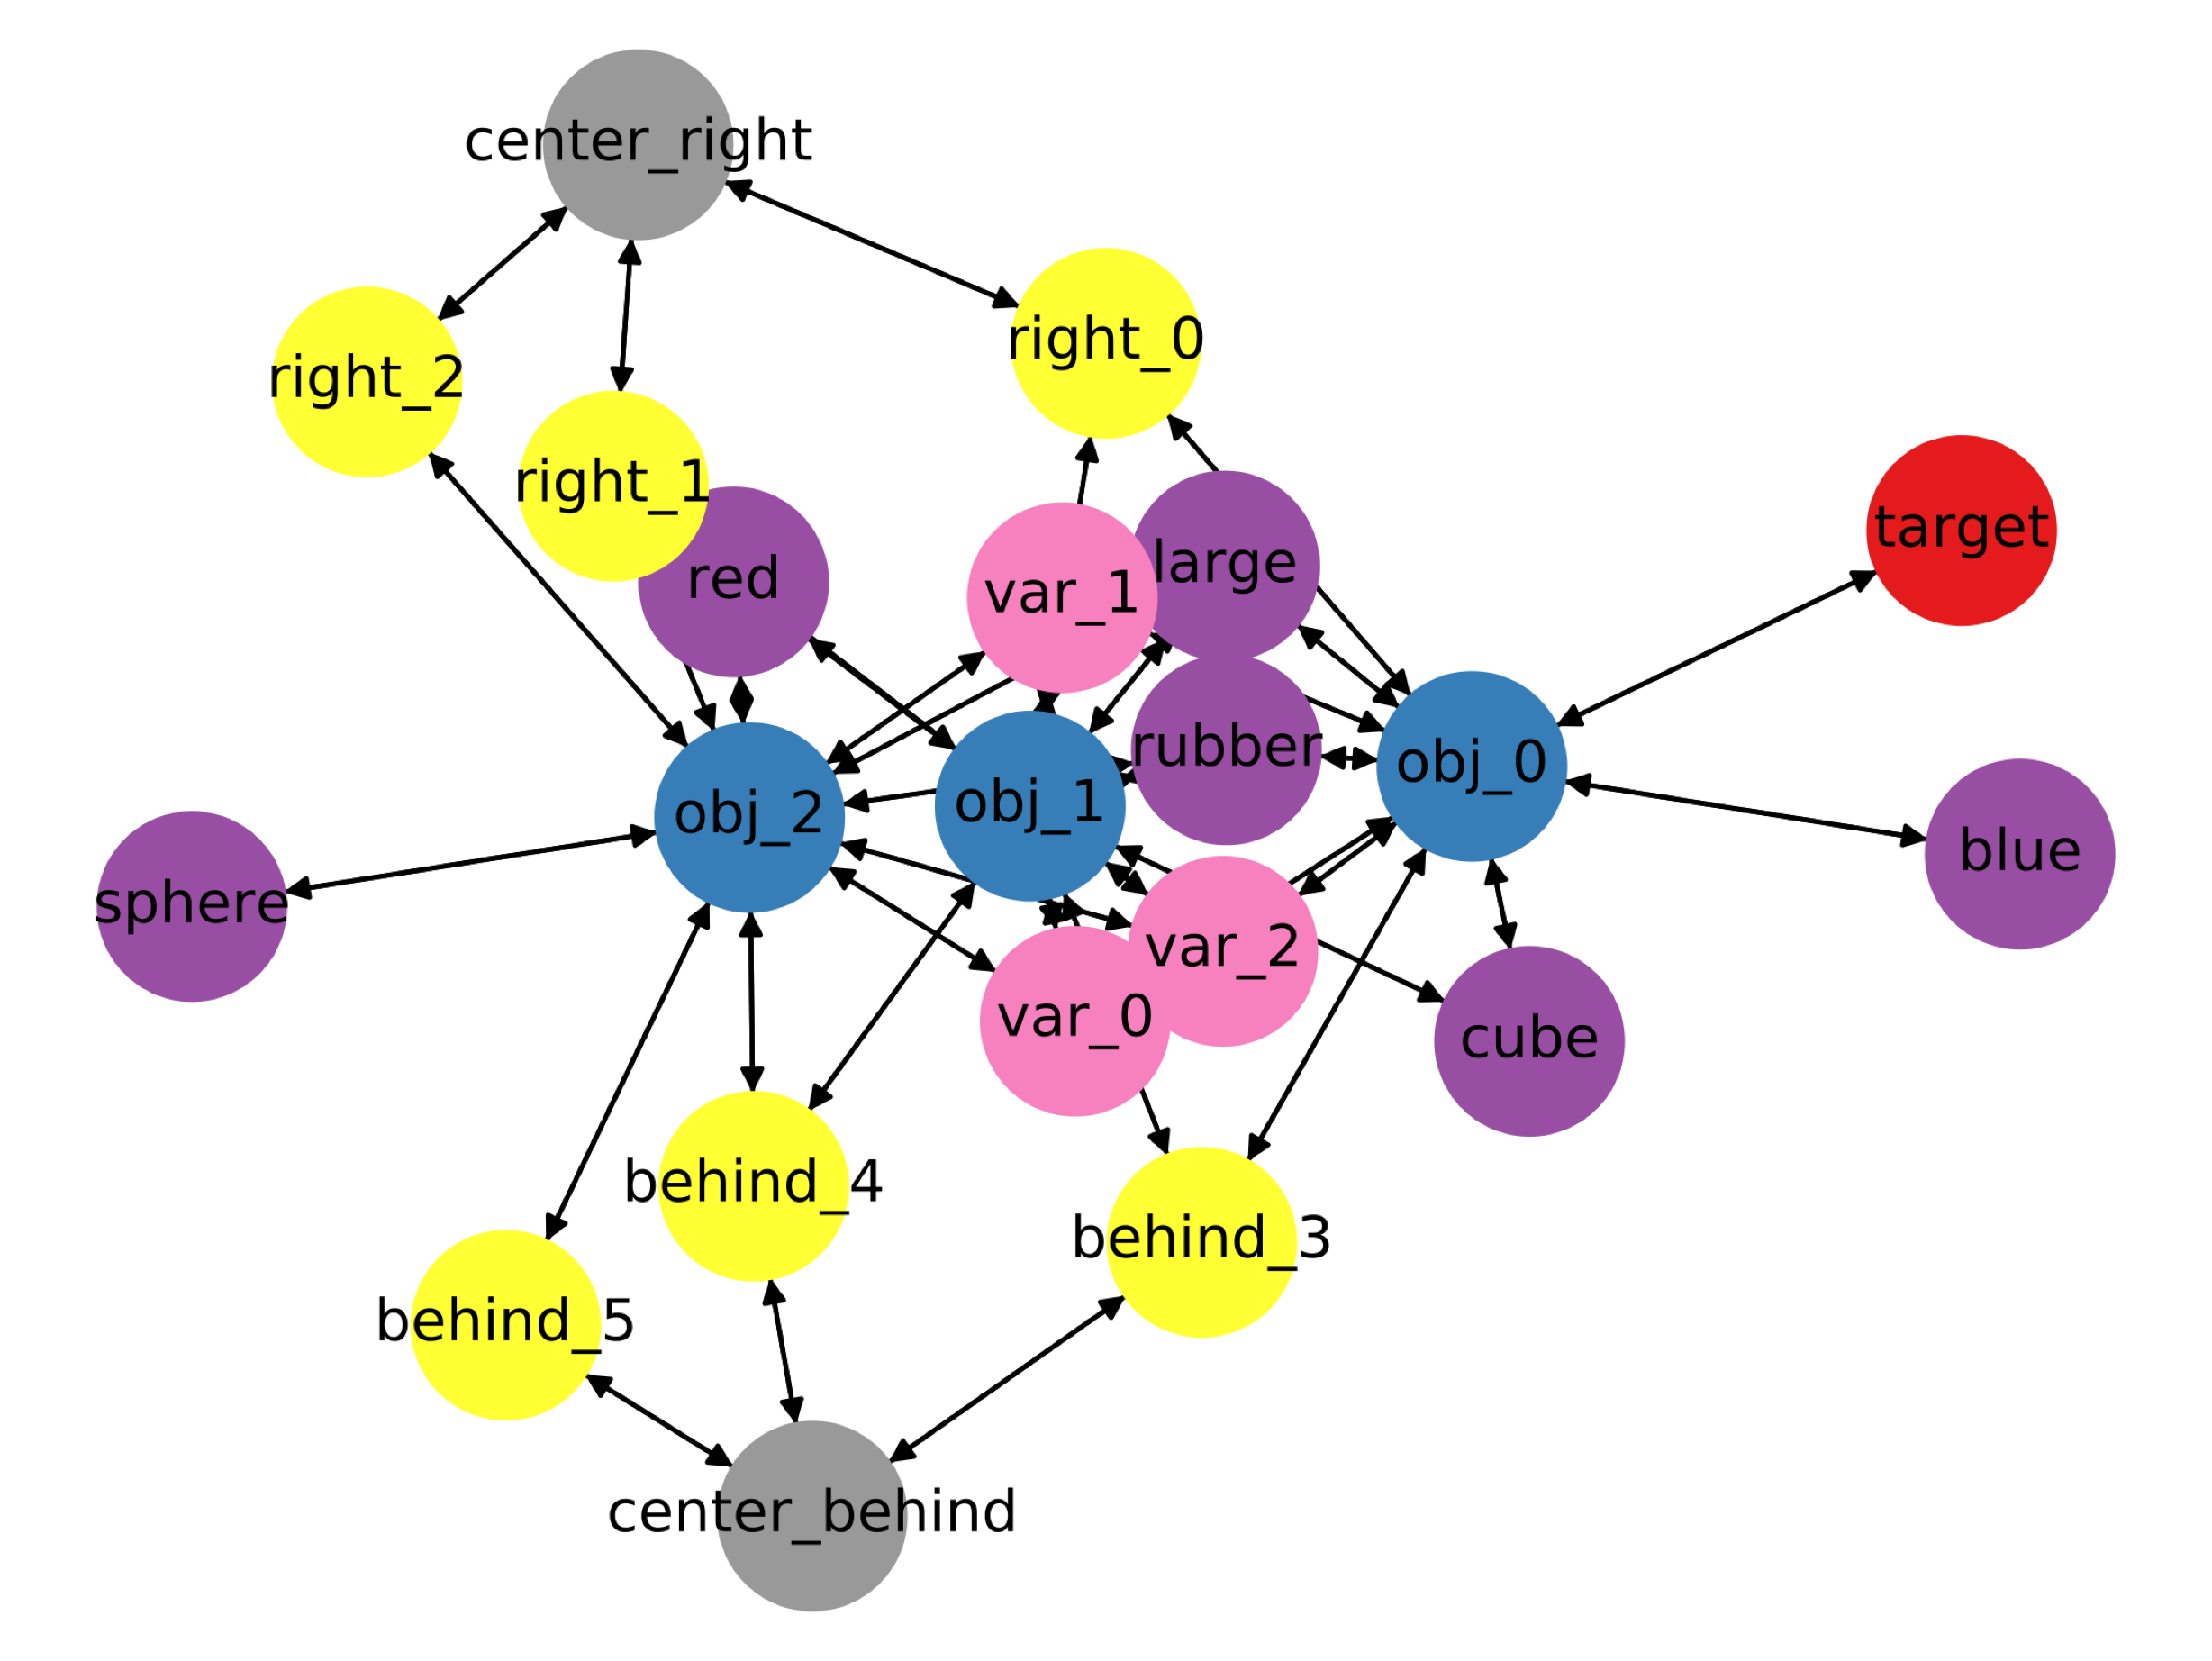 center_right
right_0
right_2
right_1
target
large
red
var_1
rubber
obj_0
obj_1
obj_2
blue
sphere
var_2
var_0
cube
behind_4
behind_3
behind_5
center_behind